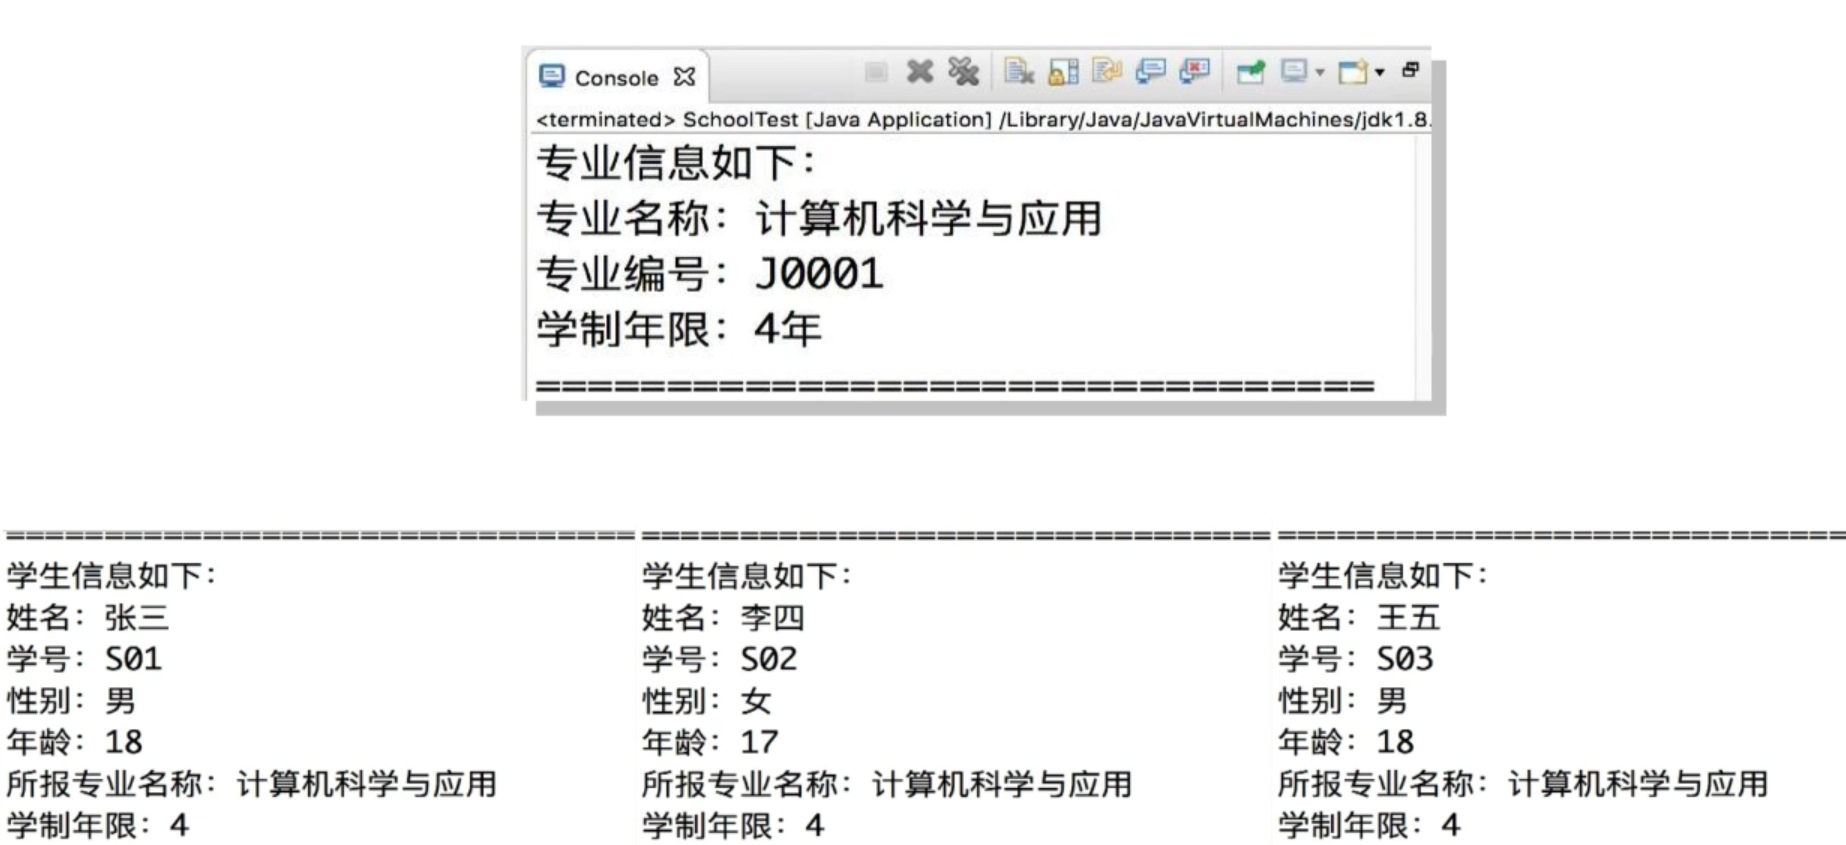 Console
<terminated> SchoolTest [Java Application] /Library/Java/JavaVirtualMachines/jdk1.8.
专业信息如下:
专业名称: 计算机科学与应用
专业编号: J0001
学制年限: 4年
================================
================================
学生信息如下:
姓名: 张三
学号: S01
性别: 男
年龄: 18
所报专业名称: 计算机科学与应用
学制年限: 4
================================
学生信息如下:
姓名: 李四
学号: S02
性别: 女
年龄: 17
所报专业名称: 计算机科学与应用
学制年限: 4
=============================
学生信息如下:
姓名: 王五
学号: S03
性别: 男
年龄: 18
所报专业名称: 计算机科学与应用
学制年限: 4